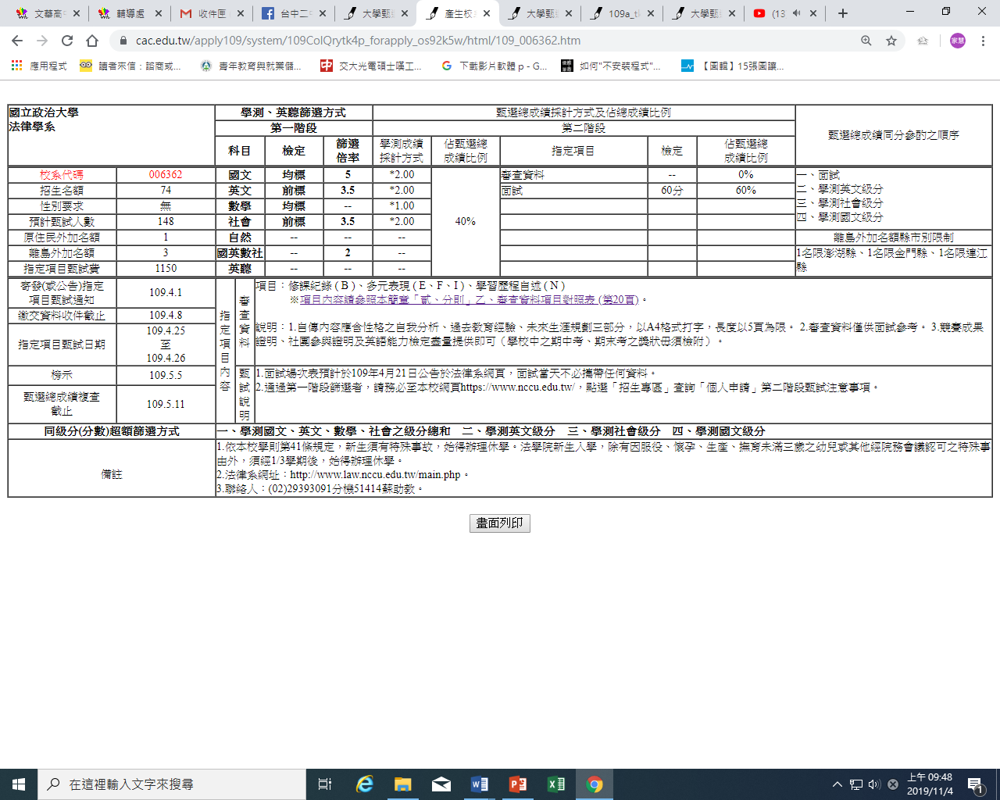 文華高中
輔導處
收件匣
台中二中
大學甄選
產生校系
大學甄選
109a_tk
大學甄選
(13
cac.edu.tw/apply109/system/109ColQrytk4p_forapply_os92k5w/html/109_006362.htm
家慧
應用程式
讀者來信：諮商或...
青年教育與就業儲...
交大光電碩士嘆工...
下載影片軟體 p - G...
如何"不安裝程式"...
【圖輯】15張圖讓...
國立政治大學
法律學系
學測、英聽篩選方式
甄選總成績採計方式及佔總成績比例
甄選總成績同分參酌之順序
第一階段
第二階段
科目 檢定 篩選倍率 學測成績採計方式 佔甄選總成績比例 指定項目 檢定 佔甄選總成績比例
校系代碼 006362 國文 均標 5 *2.00 40% 審查資料 -- 0%
招生名額 74 英文 前標 3.5 *2.00 面試 60分 60%
性別要求 無 數學 均標 -- *1.00
預計甄試人數 148 社會 前標 3.5 *2.00
原住民外加名額 1 自然 -- -- --
離島外加名額 3 國英數社 -- 2 --
指定項目甄試費 1150 英聽 -- -- --
一、面試
二、學測英文級分
三、學測社會級分
四、學測國文級分
離島外加名額縣市別限制
1名限澎湖縣、1名限金門縣、1名限連江
縣
寄發(或公告)指定
項目甄試通知
109.4.1
繳交資料收件截止 109.4.8
指定項目甄試日期
109.4.25
至
109.4.26
榜示 109.5.5
甄選總成績複查
截止
109.5.11
指定項目內容
審查資料
項目：修課紀錄 ( B )、多元表現 ( E、F、I )、學習歷程自述 ( N )
※項目內容請參照本簡章「貳、分則」乙、審查資料項目對照表 (第20頁)。
說明：1.自傳內容應含性格之自我分析、過去教育經驗、未來生涯規劃三部分，以A4格式打字，長度以5頁為限。 2.審查資料僅供面試參考。 3.競賽成果
證明、社團參與證明及英語能力檢定盡量提供即可（學校中之期中考、期末考之獎狀毋須檢附）。
甄試說明
1.面試場次表預計於109年4月21日公告於法律系網頁，面試當天不必攜帶任何資料。
2.通過第一階段篩選者，請務必至本校網頁https://www.nccu.edu.tw/，點選「招生專區」查詢「個人申請」第二階段甄試注意事項。
同級分(分數)超額篩選方式 一、學測國文、英文、數學、社會之級分總和 二、學測英文級分 三、學測社會級分 四、學測國文級分
備註
1.依本校學則第41條規定，新生須有特殊事故，始得辦理休學。法學院新生入學，除有因服役、懷孕、生產、撫育未滿三歲之幼兒或其他經院務會議認可之特殊事
由外，須經1/3學期後，始得辦理休學。
2.法律系網址：http://www.law.nccu.edu.tw/main.php。
3.聯絡人：(02)29393091分機51414蘇助教。
畫面列印
在這裡輸入文字來搜尋
上午 09:48
2019/11/4
1